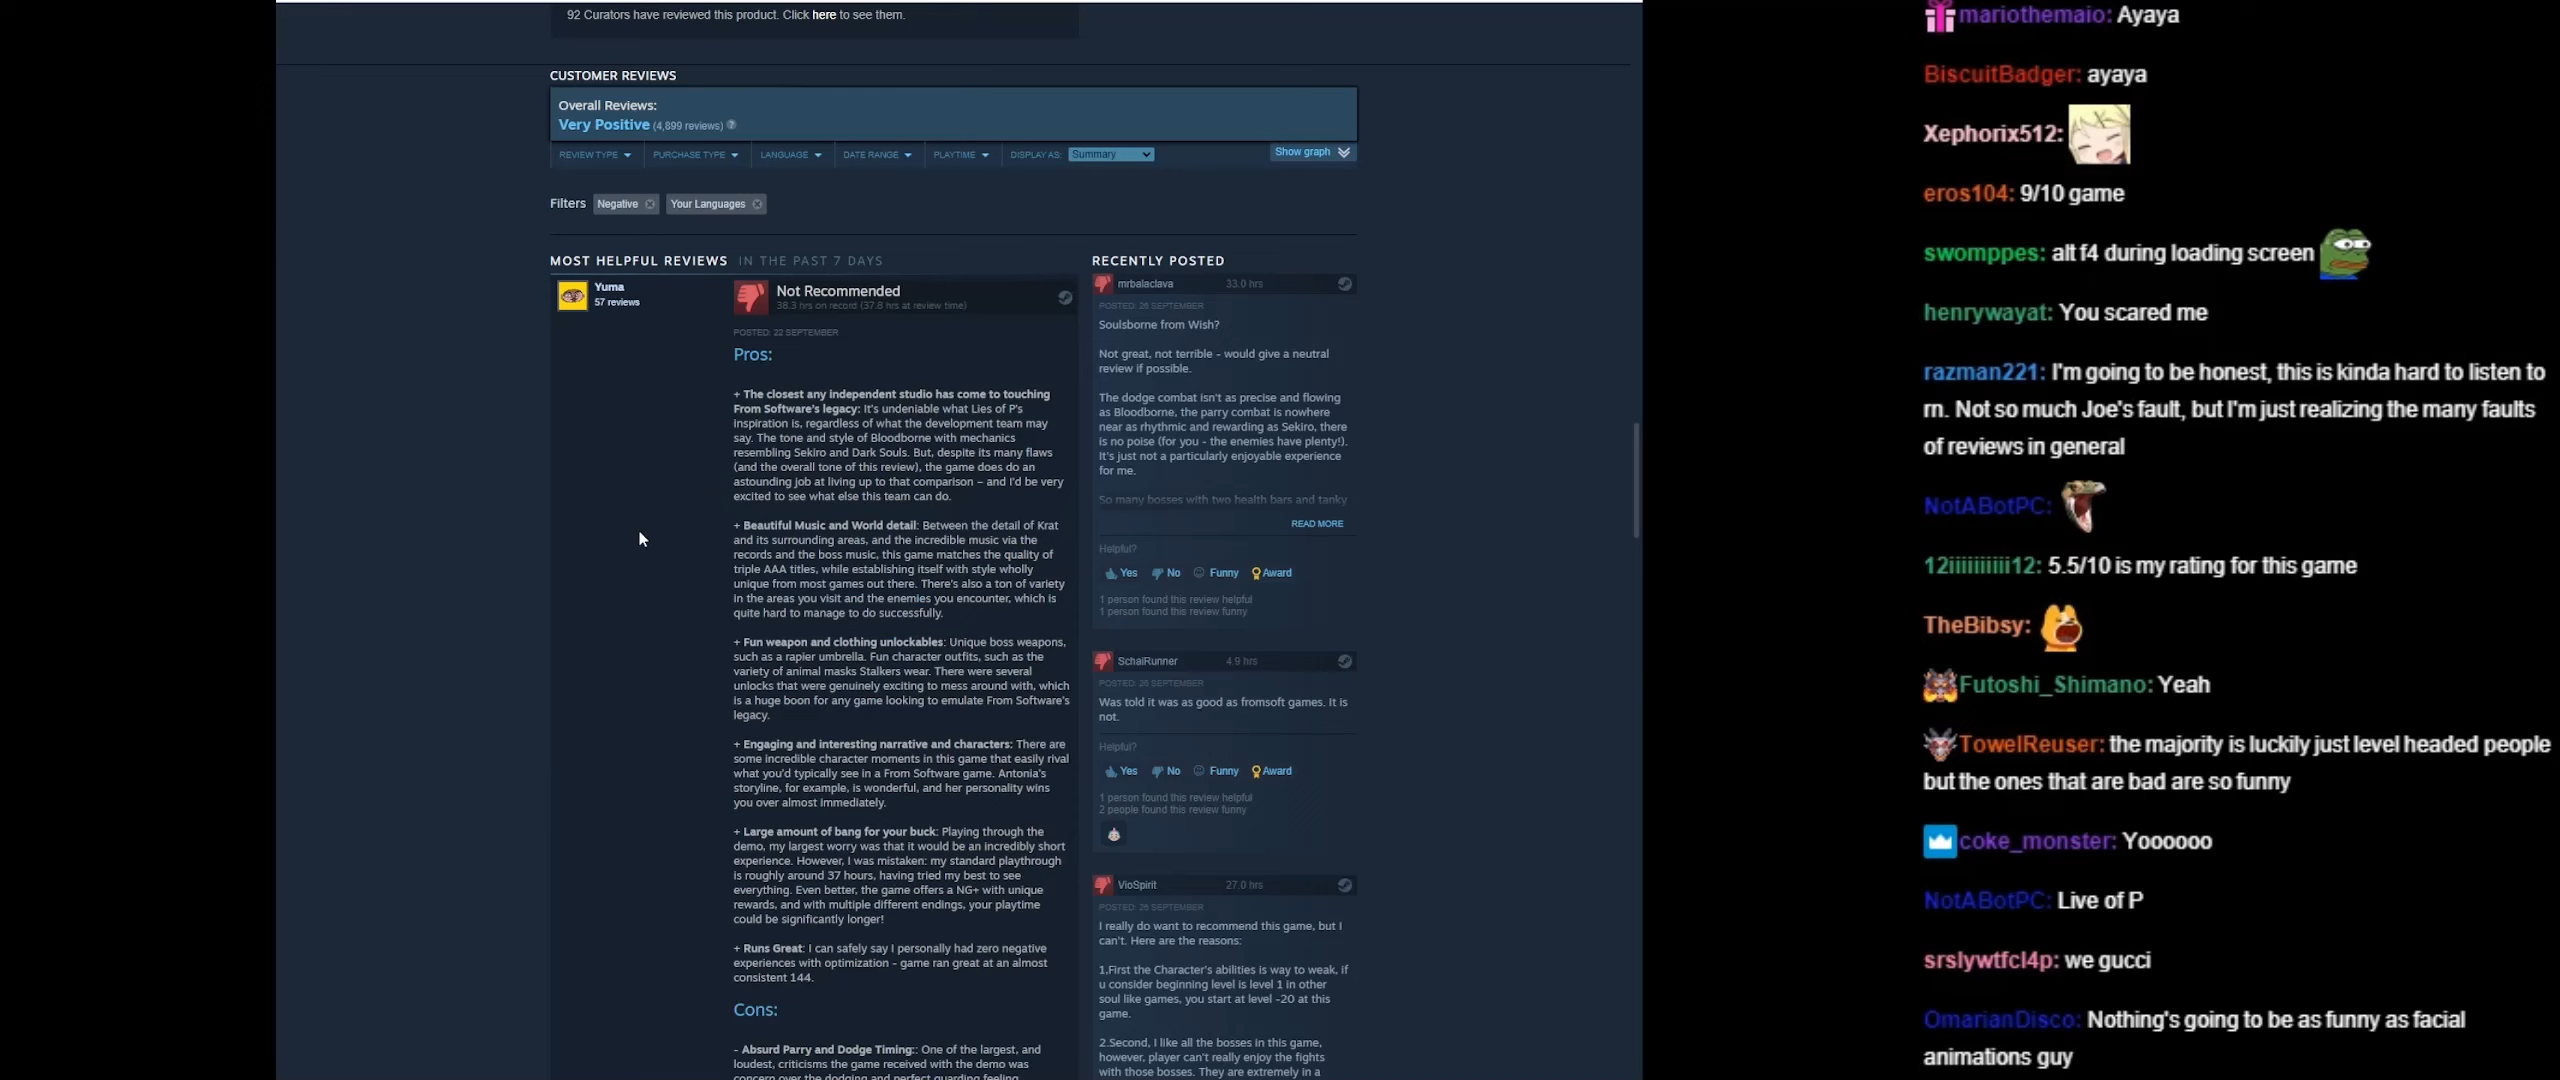 92 Curators have reviewed this product. Click here to see them.
CUSTOMER REVIEWS
Overall Reviews:
Very Positive (4,899 reviews) ?
REVIEW TYPE
PURCHASE TYPE
LANGUAGE
DATE RANGE
PLAYTIME
DISPLAY AS: Summary
Show graph
Filters Negative Your Languages
MOST HELPFUL REVIEWS IN THE PAST 7 DAYS
Yuma
57 reviews
Not Recommended
38.3 hrs on record (37.8 hrs at review time)
POSTED: 22 SEPTEMBER
Pros:
+ The closest any independent studio has come to touching
From Software's legacy: It's undeniable what Lies of P's
Inspiration is, regardless of what the development team may
say. The tone and style of Bloodborne with mechanics
resembling Sekiro and Dark Souls. But, despite its many flaws
(and the overall tone of this review), the game does do an
astounding job at living up to that comparison – and I'd be very
excited to see what else this team can do.
+ Beautiful Music and World detail: Between the detail of Krat
and its surrounding areas, and the incredible music via the
records and the boss music, this game matches the quality of
triple AAA titles, while establishing itself with style wholly
unique from most games out there. There's also a ton of variety
in the areas you visit and the enemies you encounter, which is
quite hard to manage to do successfully.
+ Fun weapon and clothing unlockables: Unique boss weapons,
such as a rapier umbrella. Fun character outfits, such as the
variety of animal masks Stalkers wear. There were several
unlocks that were genuinely exciting to mess around with, which
is a huge boon for any game looking to emulate From Software's
legacy.
+ Engaging and interesting narrative and characters: There are
some incredible character moments in this game that easily rival
what you'd typically see in a From Software game. Antonia's
storyline, for example, is wonderful, and her personality wins
you over almost immediately.
+ Large amount of bang for your buck: Playing through the
demo, my largest worry was that it would be an incredibly short
experience. However, I was mistaken: my standard playthrough
is roughly around 37 hours, having tried my best to see
everything. Even better, the game offers a NG+ with unique
rewards, and with multiple different endings, your playtime
could be significantly longer!
+ Runs Great: I can safely say I personally had zero negative
experiences with optimization – game ran great at an almost
consistent 144.
Cons:
- Absurd Parry and Dodge Timing:: One of the largest, and
loudest, criticisms the game received with the demo was
concern over the dodging and perfect guarding feeling
RECENTLY POSTED
mrbalaclava 33.0 hrs
POSTED: 26 SEPTEMBER
Soulsborne from Wish?
Not great, not terrible - would give a neutral
review if possible.
The dodge combat isn't as precise and flowing
as Bloodborne, the parry combat is nowhere
near as rhythmic and rewarding as Sekiro, there
is no poise (for you - the enemies have plenty!).
It's just not a particularly enjoyable experience
for me.
So many bosses with two health bars and tanky
READ MORE
Helpful?
Yes No Funny Award
1 person found this review helpful
1 person found this review funny
SchaiRunner 4.9 hrs
POSTED: 26 SEPTEMBER
Was told it was as good as fromsoft games. It is
not.
Helpful?
Yes No Funny Award
1 person found this review helpful
2 people found this review funny
VioSpirit 27.0 hrs
POSTED: 26 SEPTEMBER
I really do want to recommend this game, but I
can't. Here are the reasons:
1,First the Character's abilities is way to weak, if
u consider beginning level is level 1 in other
soul like games, you start at level -20 at this
game.
2.Second, I like all the bosses in this game,
however, player can't really enjoy the fights
with those bosses. They are extremely in a
mariothemaio: Ayaya
BiscuitBadger: ayaya
Xephorix512:
eros104: 9/10 game
swomppes: alt f4 during loading screen
henrywayat: You scared me
razman221: I'm going to be honest, this is kinda hard to listen to
rn. Not so much Joe's fault, but I'm just realizing the many faults
of reviews in general
NotABotPC:
12iiiiiiiiii12: 5.5/10 is my rating for this game
TheBibsy:
Futoshi_Shimano: Yeah
TowelReuser: the majority is luckily just level headed people
but the ones that are bad are so funny
coke_monster: Yoooooo
NotABotPC: Live of P
srslywtfcl4p: we gucci
OmarianDisco: Nothing's going to be as funny as facial
animations guy